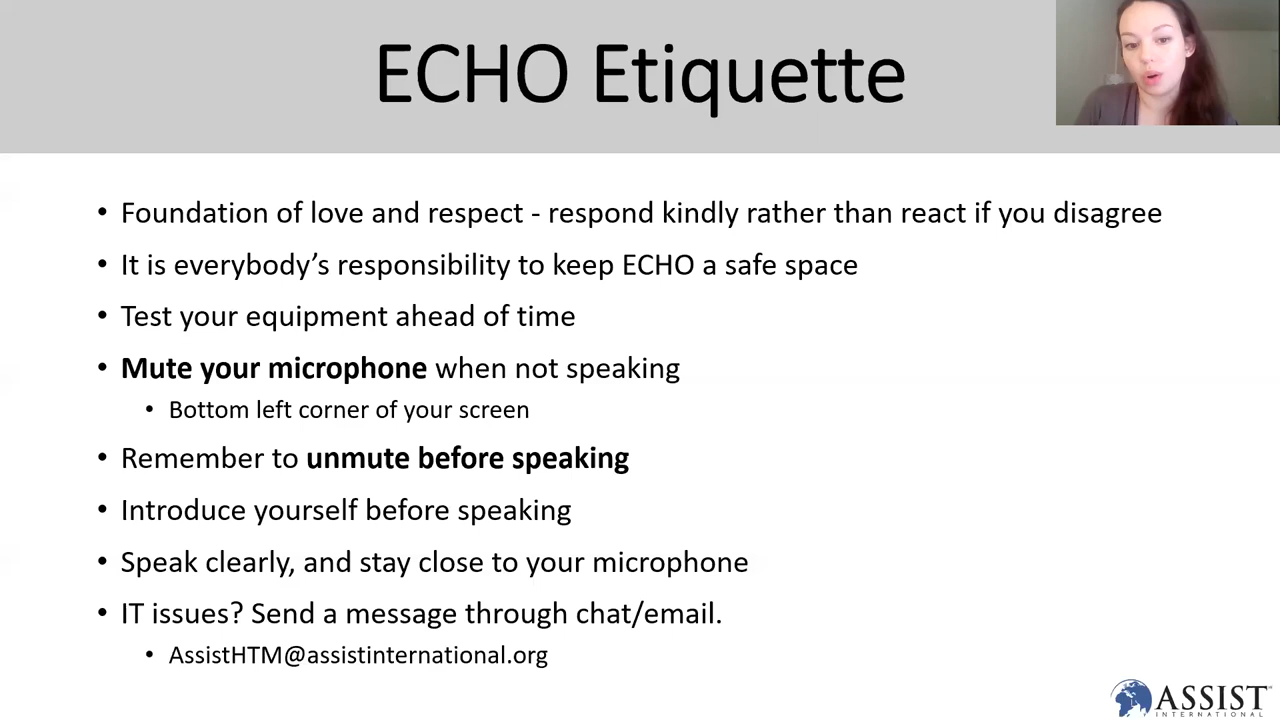 ECHO Etiquette
• Foundation of love and respect - respond kindly rather than react if you disagree
• It is everybody’s responsibility to keep ECHO a safe space
• Test your equipment ahead of time
• Mute your microphone when not speaking
• Bottom left corner of your screen
• Remember to unmute before speaking
• Introduce yourself before speaking
• Speak clearly, and stay close to your microphone
• IT issues? Send a message through chat/email.
• AssistHTM@assistinternational.org
ASSIST
INTERNATIONAL